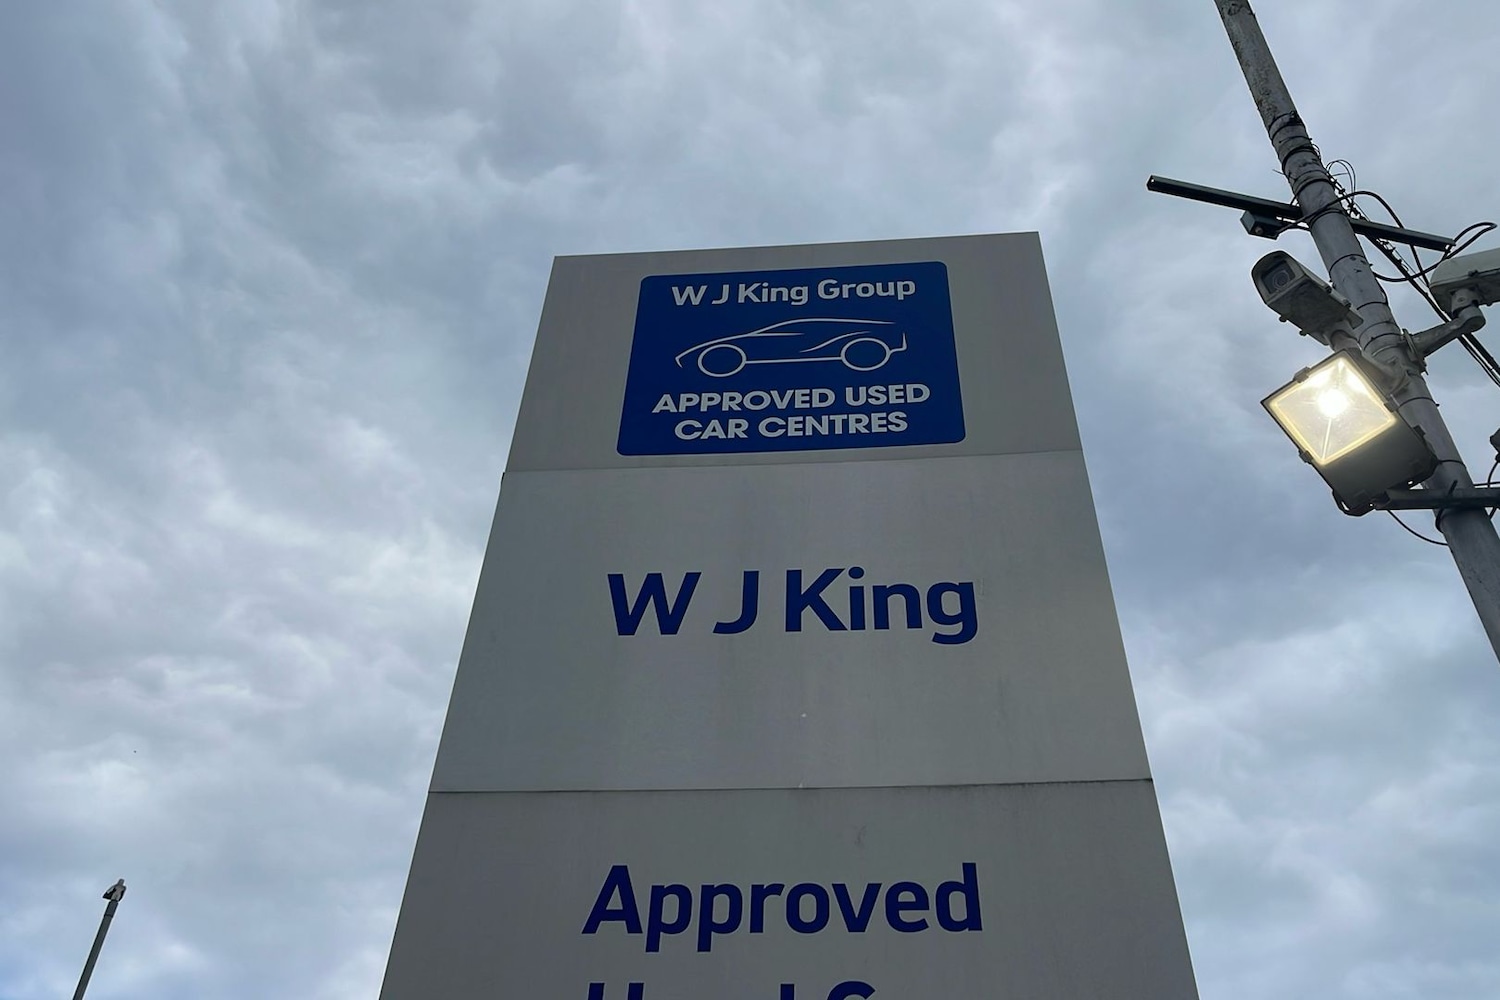 W J King Group
APPROVED USED
CAR CENTRES
W J King
Approved